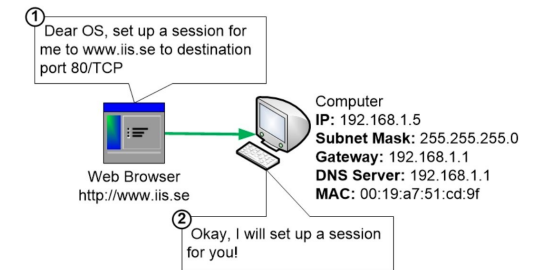 1
Dear OS, set up a session for
me to www.iis.se to destination
port 80/TCP
Web Browser
http://www.iis.se
Computer
IP: 192.168.1.5
Subnet Mask: 255.255.255.0
Gateway: 192.168.1.1
DNS Server: 192.168.1.1
MAC: 00:19:a7:51:cd:9f
2
Okay, I will set up a session
for you!